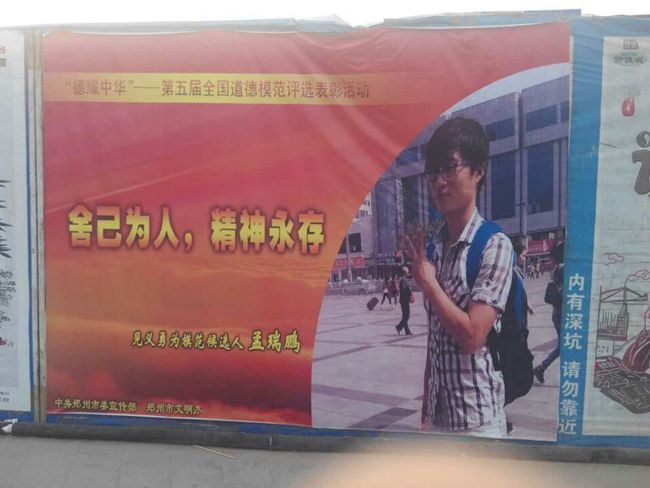 “德耀中华”——第五届全国道德模范评选表彰活动
舍己为人，精神永存
见义勇为模范候选人 孟瑞鹏
中共郑州市委宣传部 郑州市文明办
内有深坑 请勿靠近